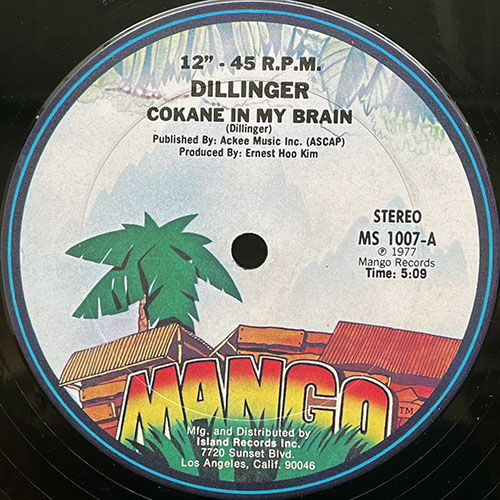 12" - 45 R.P.M.
DILLINGER
COKANE IN MY BRAIN
(Dillinger)
Published By: Ackee Music Inc. (ASCAP)
Produced By: Ernest Hoo Kim
STEREO
MS 1007-A
℗ 1977
Mango Records
Time: 5:09
MANGO
TM
Mfg. and Distributed by
Island Records Inc.
7720 Sunset Blvd.
Los Angeles, Calif. 90046